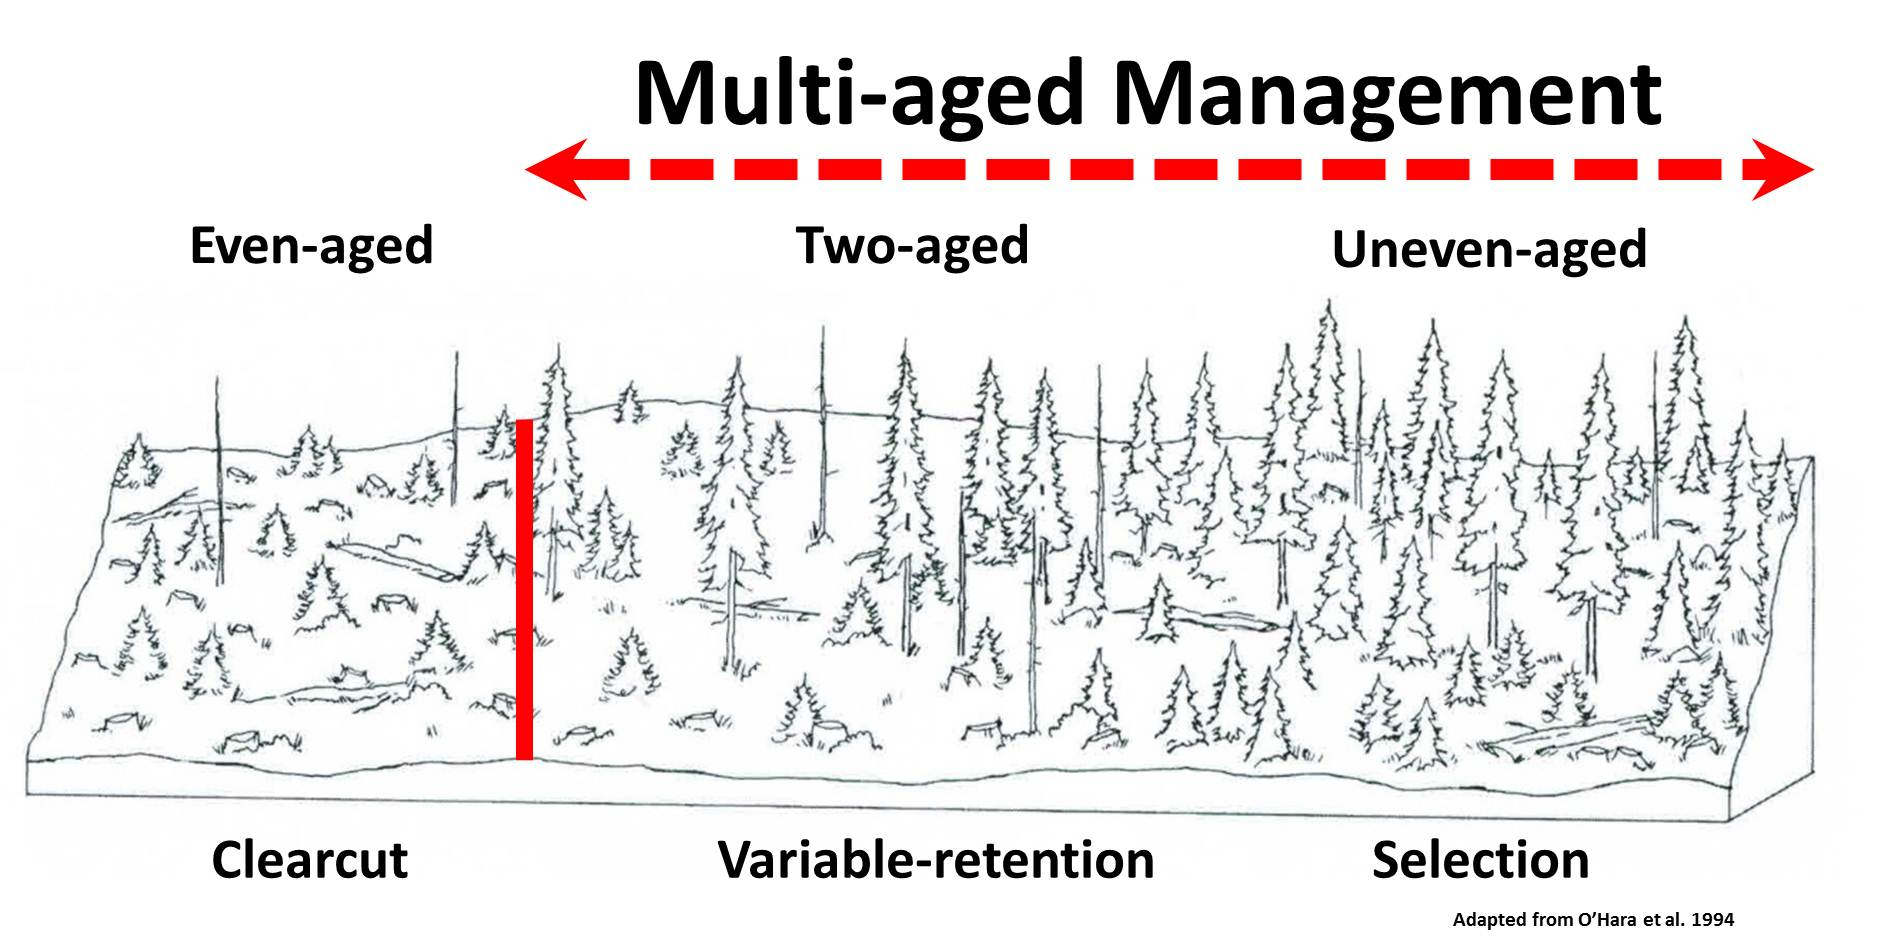 Multi-aged Management
Even-aged
Two-aged
Uneven-aged
Clearcut
Variable-retention
Selection
Adapted from O’Hara et al. 1994